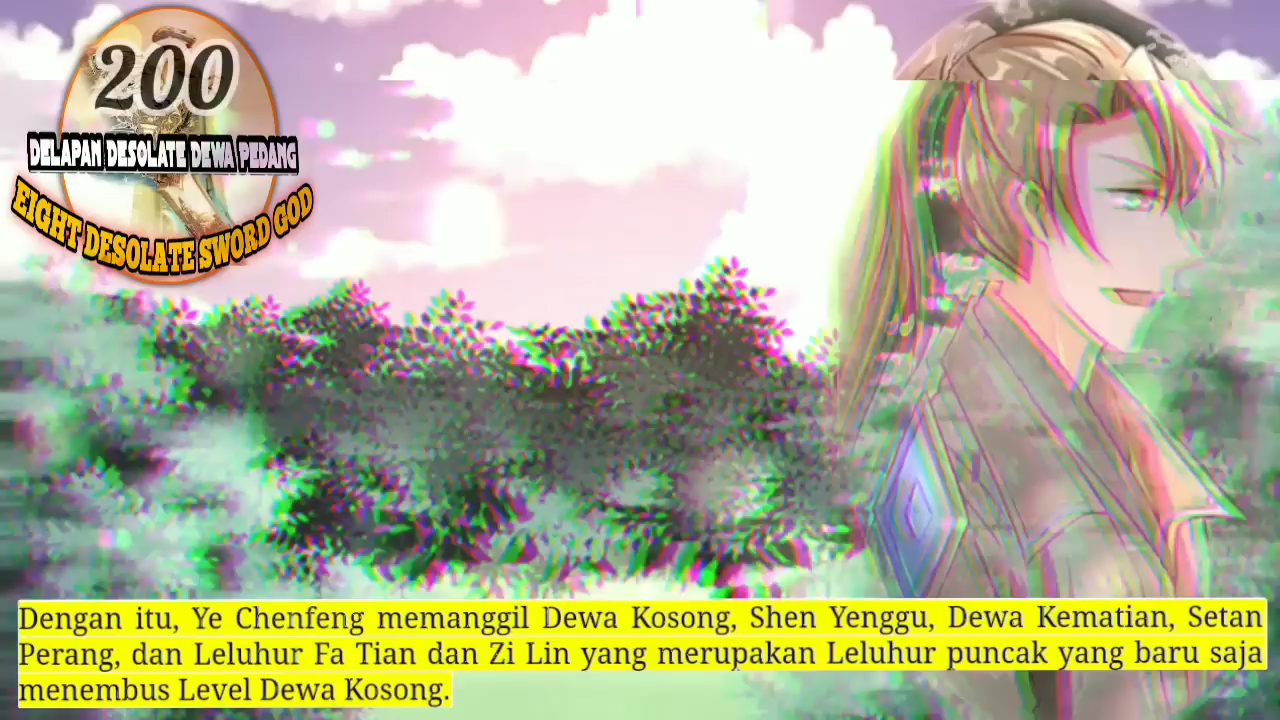 200
DELAPAN DESOLATE DEWA PEDANG
EIGHT DESOLATE SWORD GOD
Dengan itu, Ye Chenfeng memanggil Dewa Kosong, Shen Yenggu, Dewa Kematian, Setan
Perang, dan Leluhur Fa Tian dan Zi Lin yang merupakan Leluhur puncak yang baru saja
menembus Level Dewa Kosong.